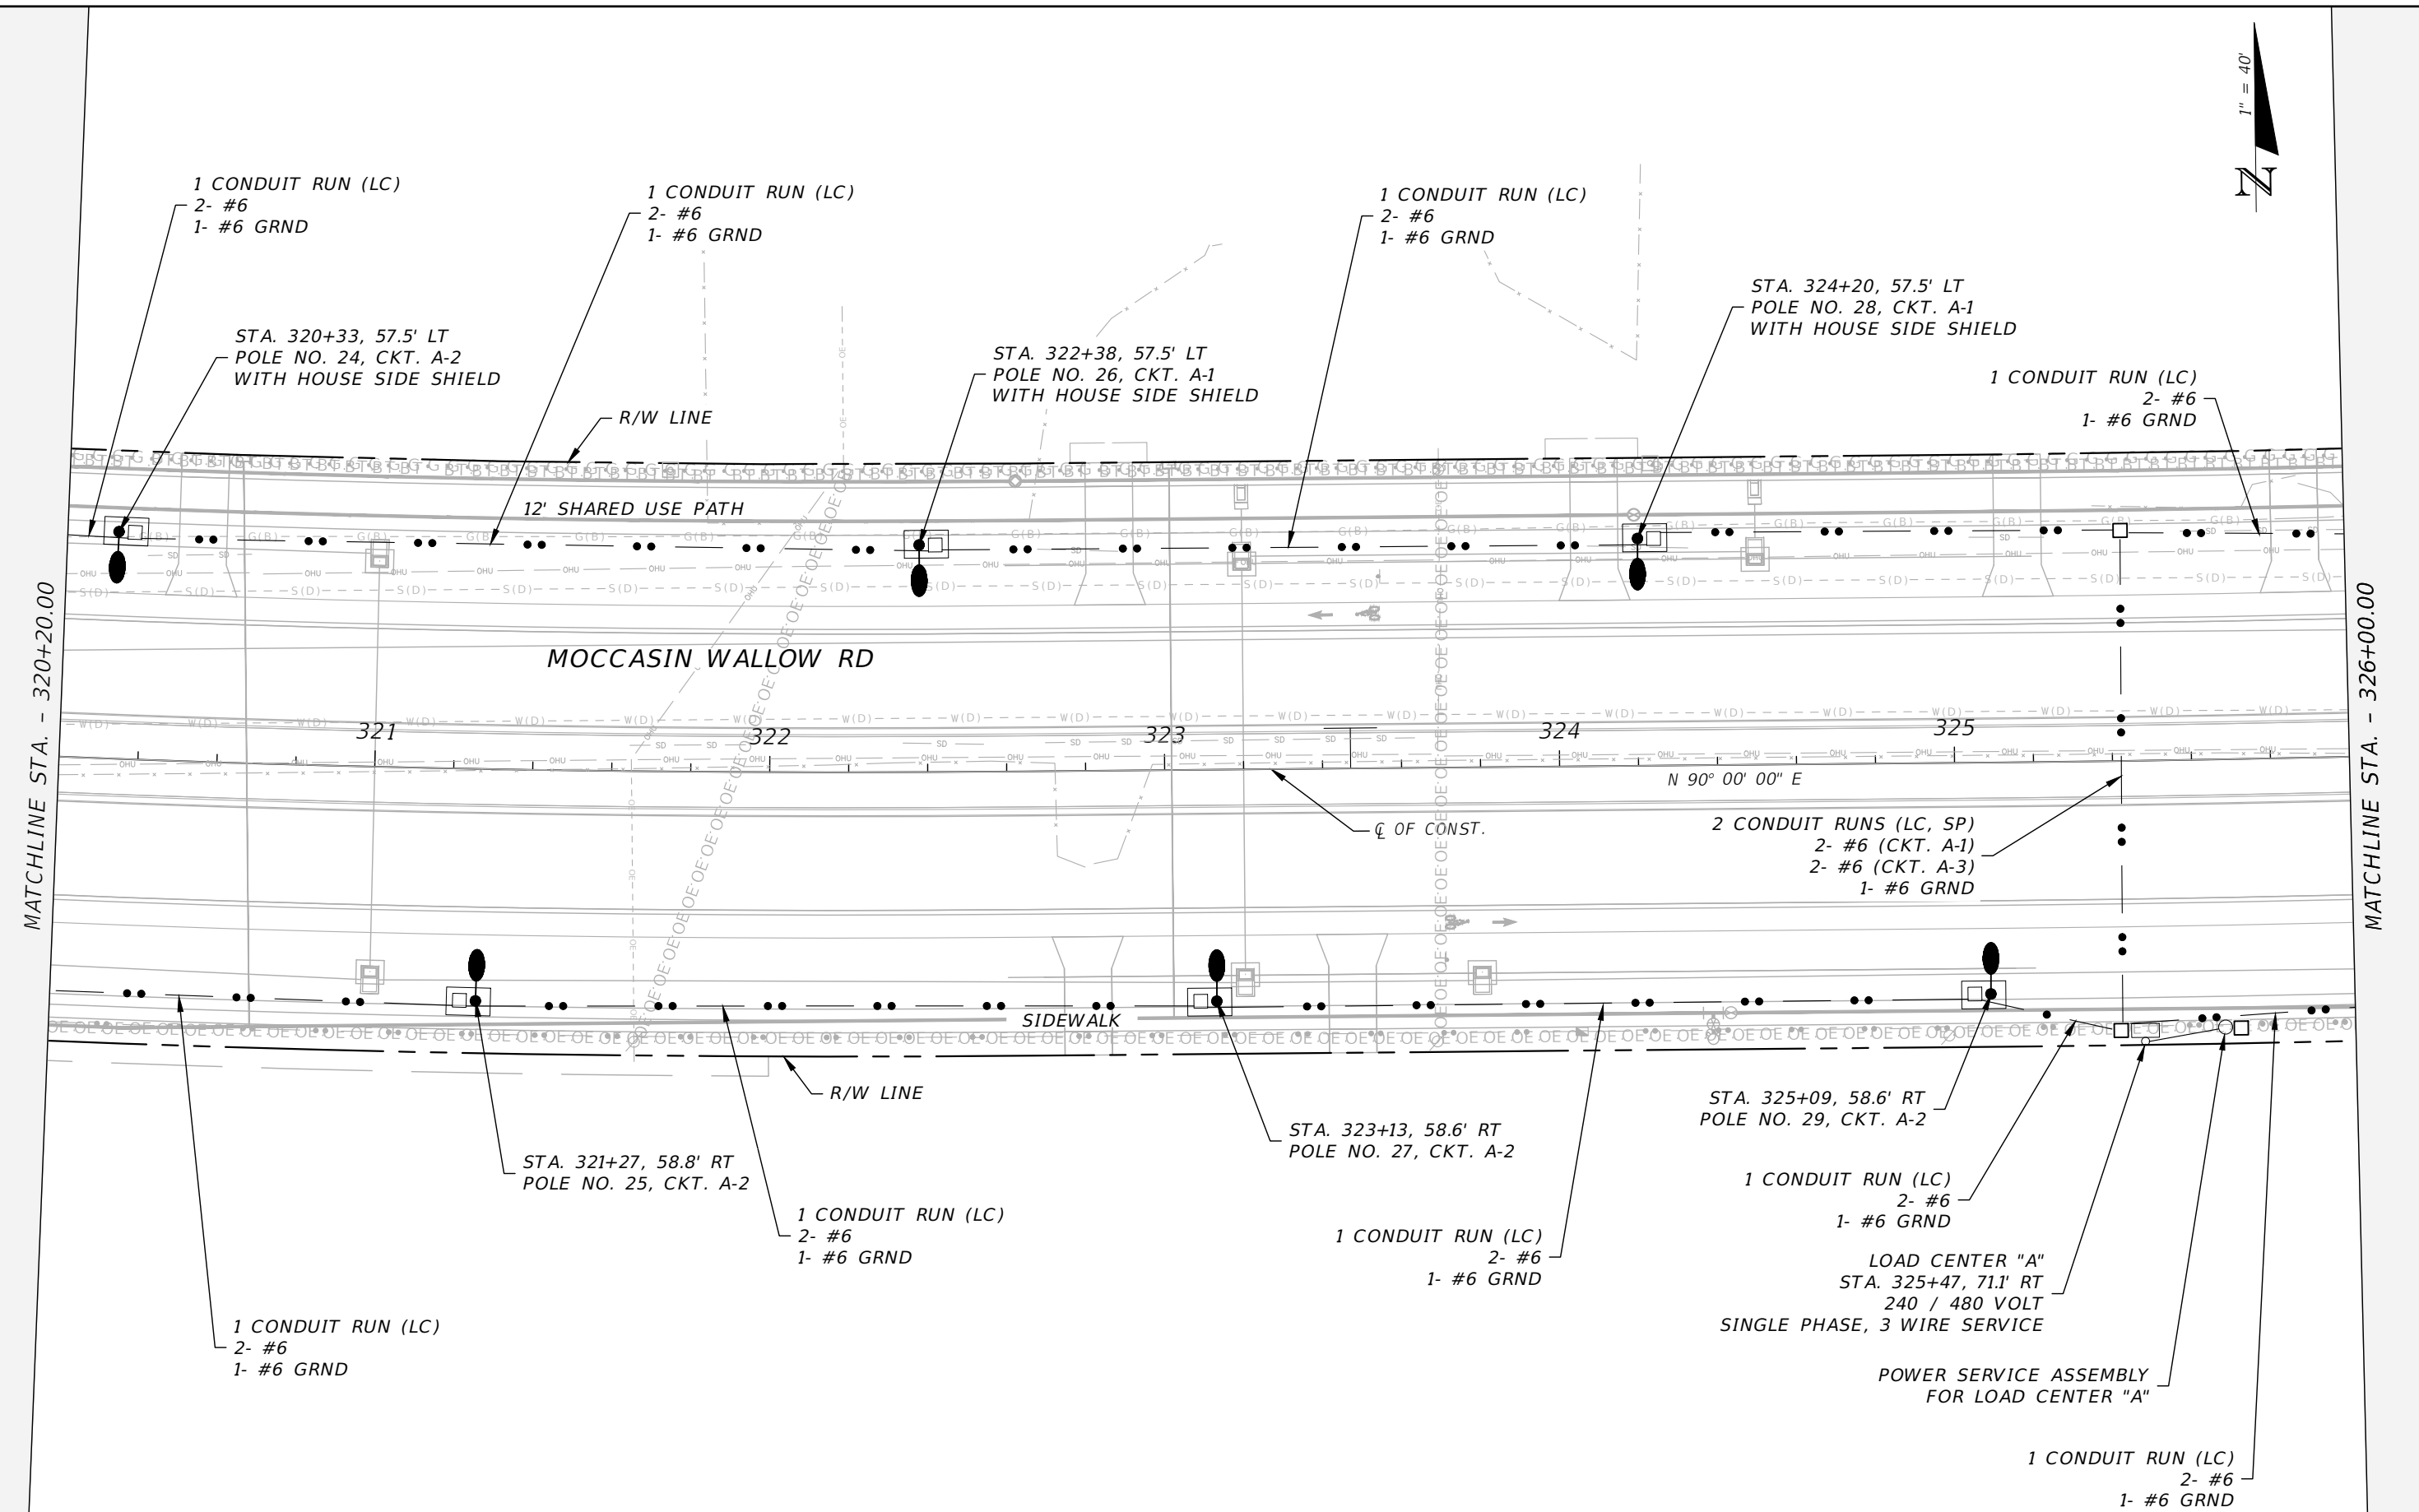 1" = 40'
N
1 CONDUIT RUN (LC)
2- #6
1- #6 GRND
1 CONDUIT RUN (LC)
2- #6
1- #6 GRND
1 CONDUIT RUN (LC)
2- #6
1- #6 GRND
STA. 324+20, 57.5' LT
POLE NO. 28, CKT. A-1
WITH HOUSE SIDE SHIELD
STA. 320+33, 57.5' LT
POLE NO. 24, CKT. A-2
WITH HOUSE SIDE SHIELD
STA. 322+38, 57.5' LT
POLE NO. 26, CKT. A-1
WITH HOUSE SIDE SHIELD
1 CONDUIT RUN (LC)
2- #6
1- #6 GRND
R/W LINE
12' SHARED USE PATH
MOCCASIN WALLOW RD
MATCHLINE STA. - 320+20.00
MATCHLINE STA. - 326+00.00
321
322
323
324
325
N 90° 00' 00" E
℄ OF CONST.
2 CONDUIT RUNS (LC, SP)
2- #6 (CKT. A-1)
2- #6 (CKT. A-3)
1- #6 GRND
SIDEWALK
R/W LINE
STA. 325+09, 58.6' RT
POLE NO. 29, CKT. A-2
STA. 323+13, 58.6' RT
POLE NO. 27, CKT. A-2
STA. 321+27, 58.8' RT
POLE NO. 25, CKT. A-2
1 CONDUIT RUN (LC)
2- #6
1- #6 GRND
1 CONDUIT RUN (LC)
2- #6
1- #6 GRND
1 CONDUIT RUN (LC)
2- #6
1- #6 GRND
LOAD CENTER "A"
STA. 325+47, 71.1' RT
240 / 480 VOLT
SINGLE PHASE, 3 WIRE SERVICE
1 CONDUIT RUN (LC)
2- #6
1- #6 GRND
POWER SERVICE ASSEMBLY
FOR LOAD CENTER "A"
1 CONDUIT RUN (LC)
2- #6
1- #6 GRND